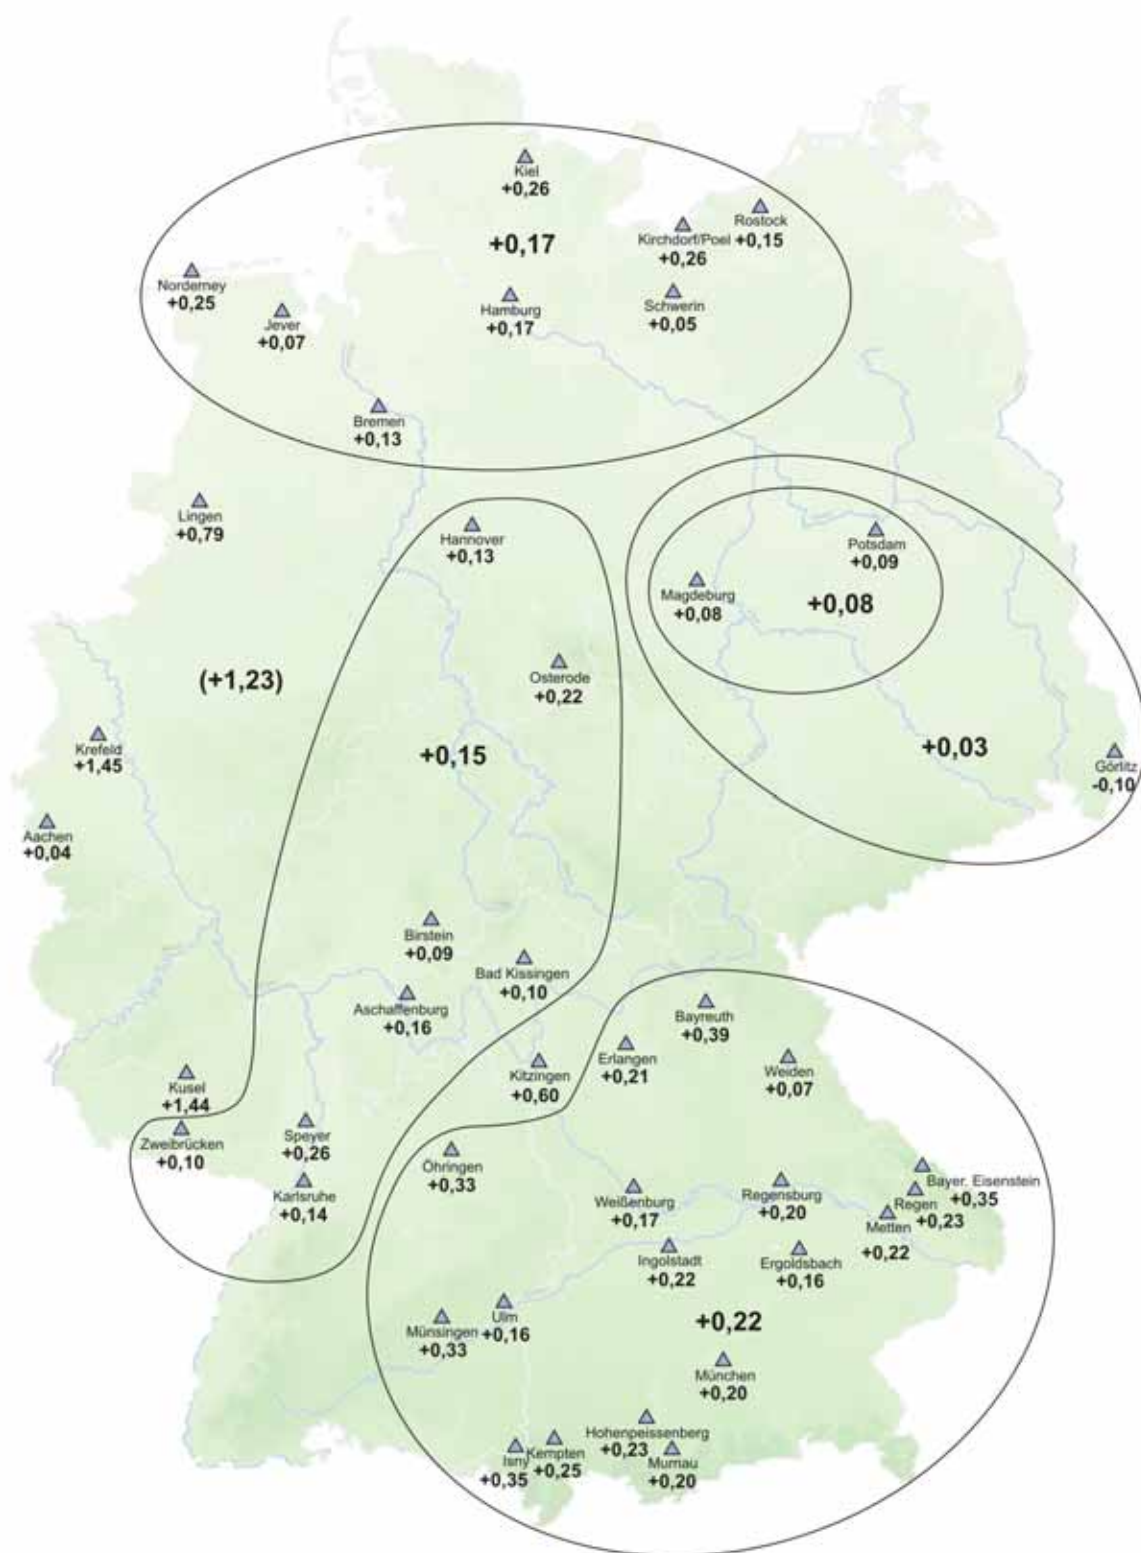 Kiel
+0,26
+0,17
Rostock
+0,15
Kirchdorf/Poel
+0,26
Norderney
+0,25
Jever
+0,07
Hamburg
+0,17
Schwerin
+0,05
Bremen
+0,13
Lingen
+0,79
Hannover
+0,13
Potsdam
+0,09
Magdeburg
+0,08
+0,08
(+1,23)
Osterode
+0,22
Krefeld
+1,45
+0,15
+0,03
Görlitz
-0,10
Aachen
+0,04
Birstein
+0,09
Bad Kissingen
+0,10
Aschaffenburg
+0,16
Bayreuth
+0,39
Erlangen
+0,21
Weiden
+0,07
Kitzingen
+0,60
Kusel
+1,44
Zweibrücken
+0,10
Speyer
+0,26
Karlsruhe
+0,14
Öhringen
+0,33
Weißenburg
+0,17
Regensburg
+0,20
Bayer. Eisenstein
+0,35
Regen
+0,23
Metten
+0,22
Ingolstadt
+0,22
Ergoldsbach
+0,16
Ulm
+0,16
Münsingen
+0,33
+0,22
München
+0,20
Hohenpeissenberg
+0,23
Murnau
+0,20
Kempten
+0,25
Isny
+0,35